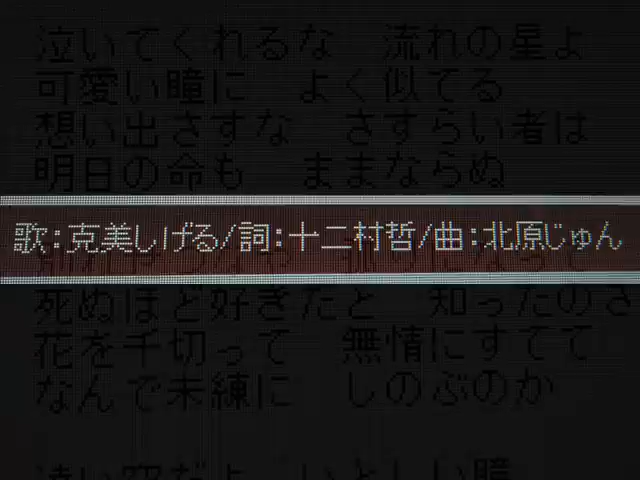 泣いてくれるな 流れの星よ
可愛い瞳に よく似てる
想い出さすな さすらい者は
明日の命も ままならぬ
歌:克美しげる/詞:十二村哲/曲:北原じゅん
死ぬほど好きだと 知ったのさ
花を千切って 無情にすてて
なんで未練に しのぶのか